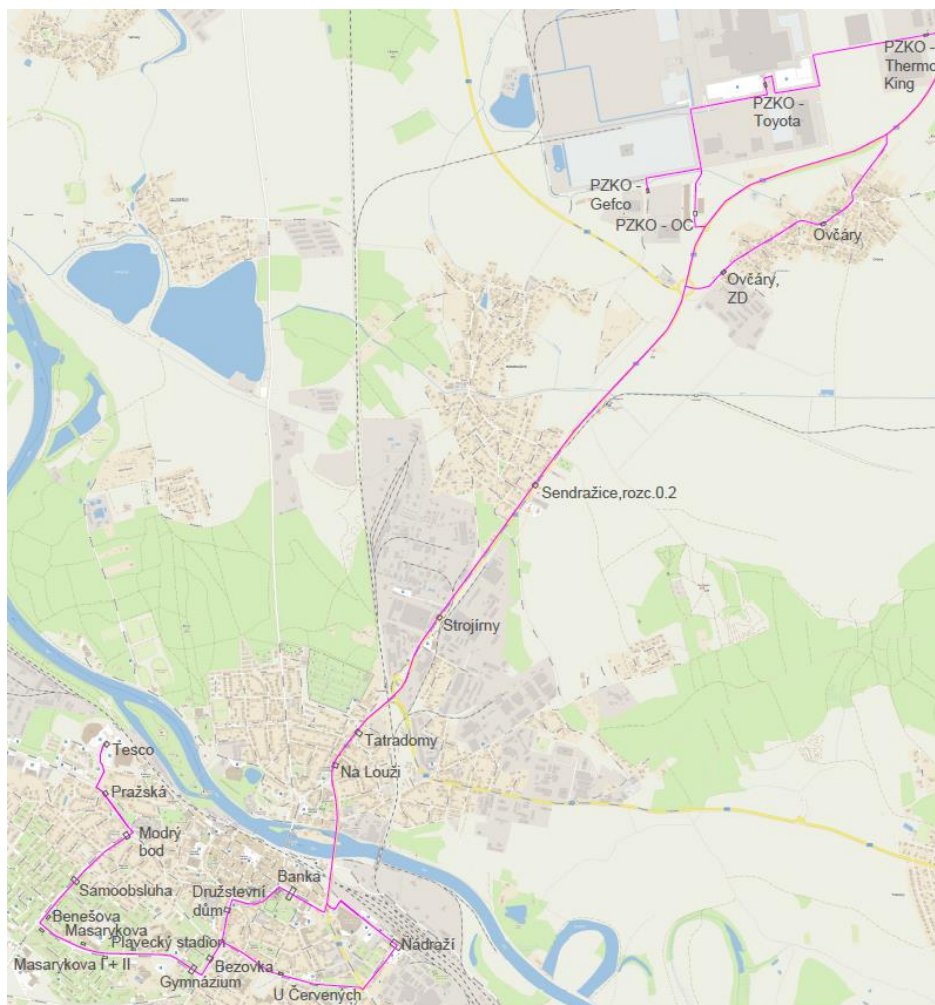 PZKO -
Thermo
King
PZKO -
Toyota
PZKO -
Gefco
PZKO - OC
Ovčáry
Ovčáry,
ZD
Sendražice,rozc.0.2
Strojírny
Tatradomy
Na Louži
Tesco
Pražská
Modrý
bod
Samoobsluha
Banka
Družstevní
dům
Benešova
Masarykova
Plavecký stadion
Nádraží
Masarykova I + II
Bezovka
Gymnázium
U Červených